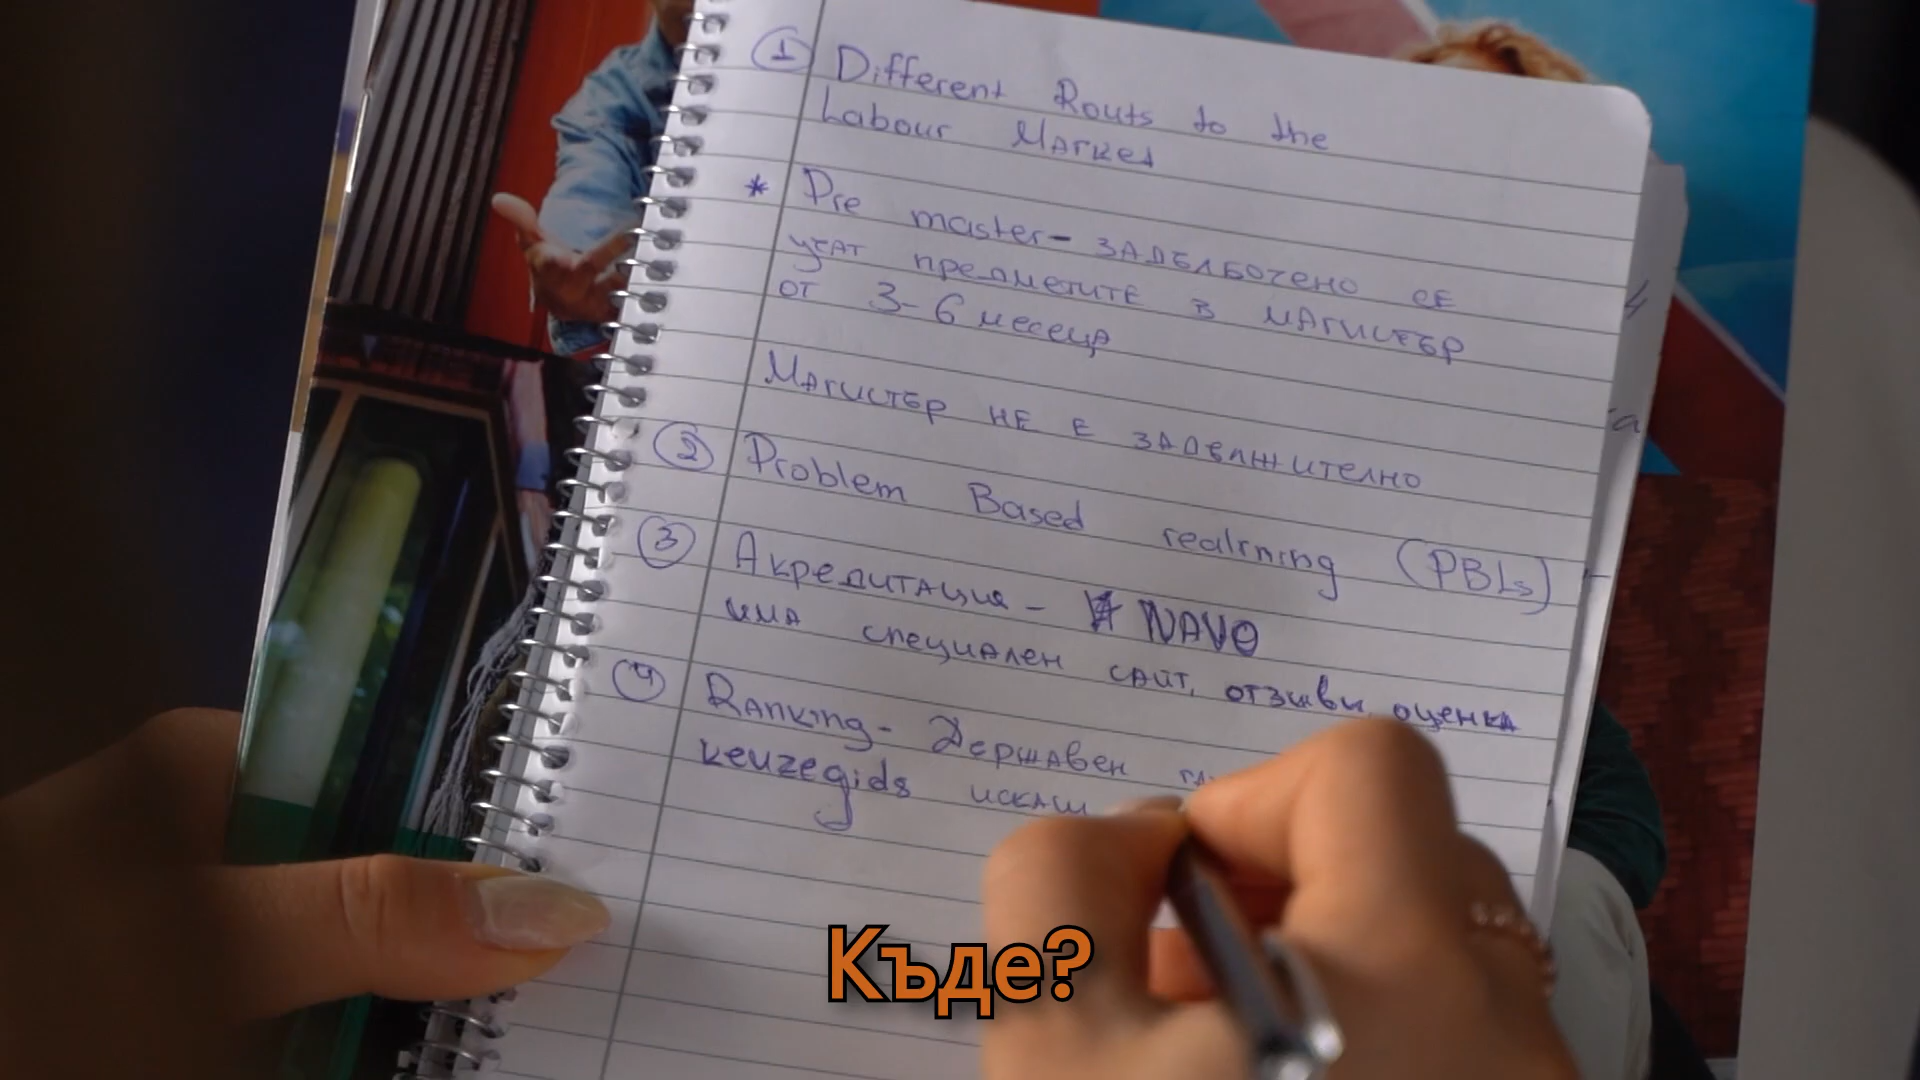 ① Different Routs to the
Labour Market
* Pre master - задълбочено се
учат предметите в магистър
от 3-6 месеца
Магистър не е задължително
② Problem Based realrning (PBLs)
③ Акредитация - NAVO
има специален сайт, отзиви, оценка
④ Ranking - Державен
keuzegids искаш
Къде?